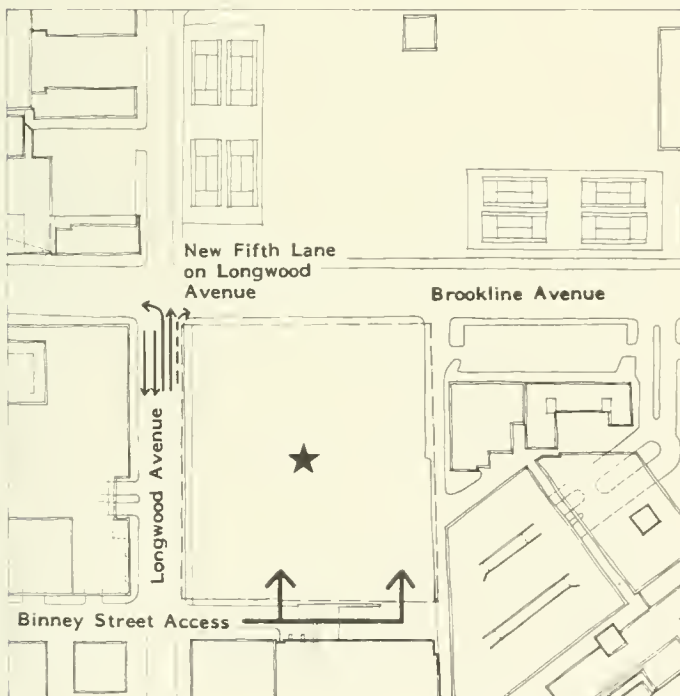 New Fifth Lane
on Longwood
Avenue
Brookline Avenue
Longwood Avenue
Binney Street Access